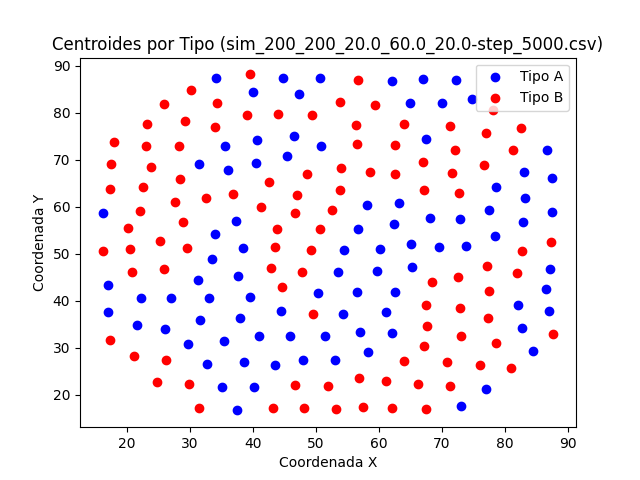 Centroides por Tipo (sim_200_200_20.0_60.0_20.0-step_5000.csv)
Tipo A
Tipo B
90
80
70
60
50
40
30
20
Coordenada Y
20 30 40 50 60 70 80 90
Coordenada X